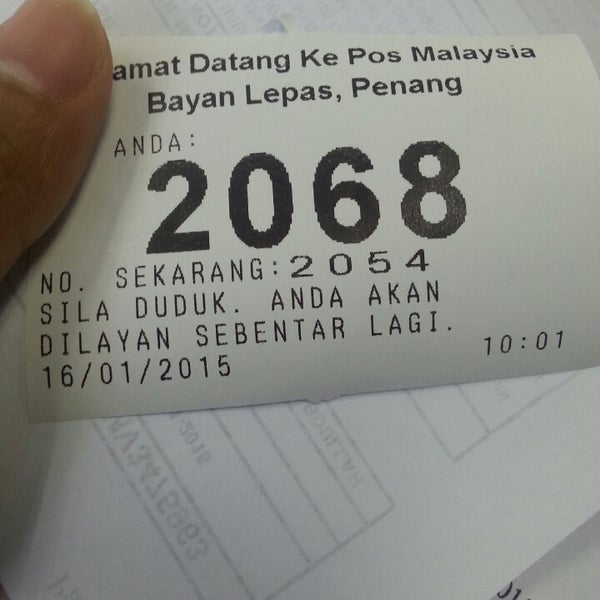 amat Datang Ke Pos Malaysia
Bayan Lepas, Penang
ANDA:
2068
NO. SEKARANG:2054
SILA DUDUK. ANDA AKAN
DILAYAN SEBENTAR LAGI.
16/01/2015 10:01